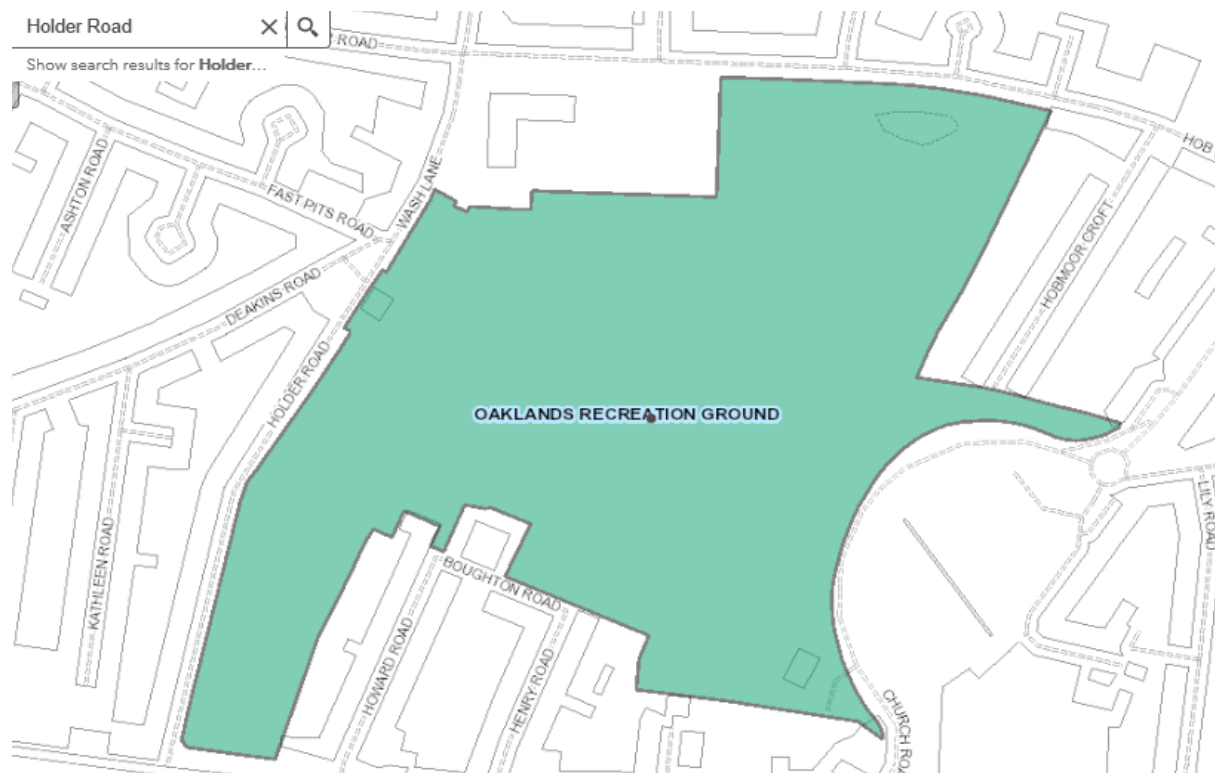 Holder Road
Show search results for Holder...
R ROAD
HOB
ASHTON ROAD
FAST PITS ROAD
WASH LANE
HOBMOOR CROFT
DEAKINS ROAD
HOLDER ROAD
OAKLANDS RECREATION GROUND
LILY ROAD
KATHLEEN ROAD
BOUGHTON ROAD
HOWARD ROAD
HENRY ROAD
CHURCH RO